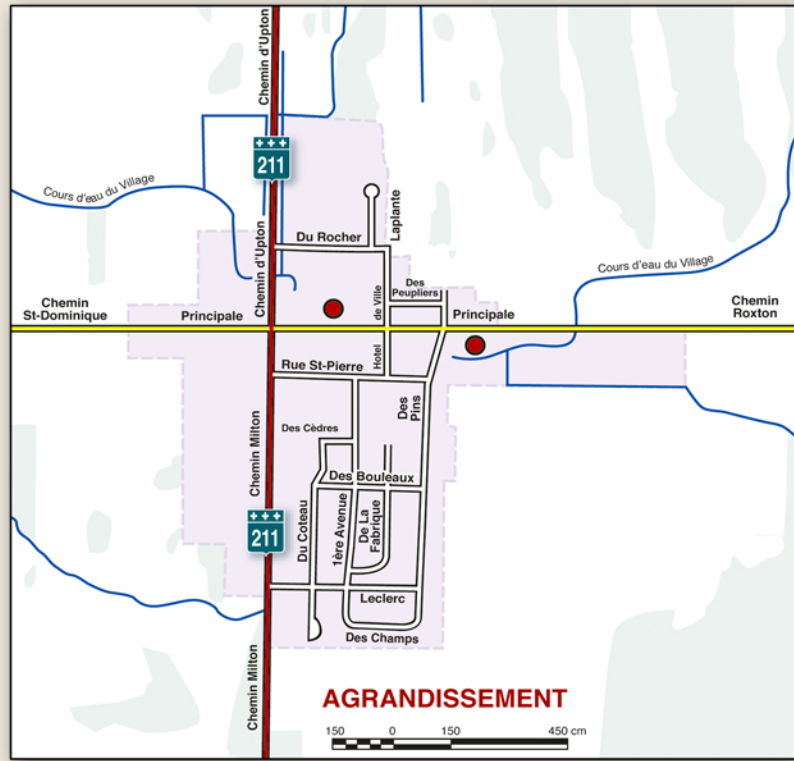 Chemin d'Upton
211
Cours d'eau du Village
Laplante
Du Rocher
Chemin d'Upton
Cours d'eau du Village
Des
Peupliers
Hotel de Ville
Chemin
St-Dominique
Principale
Principale
Chemin
Roxton
Rue St-Pierre
Des Pins
Des Cèdres
Chemin Milton
Des Bouleaux
211
Du Coteau
1ère Avenue
De La
Fabrique
Leclerc
Des Champs
Chemin Milton
AGRANDISSEMENT
150 0 150 450 cm